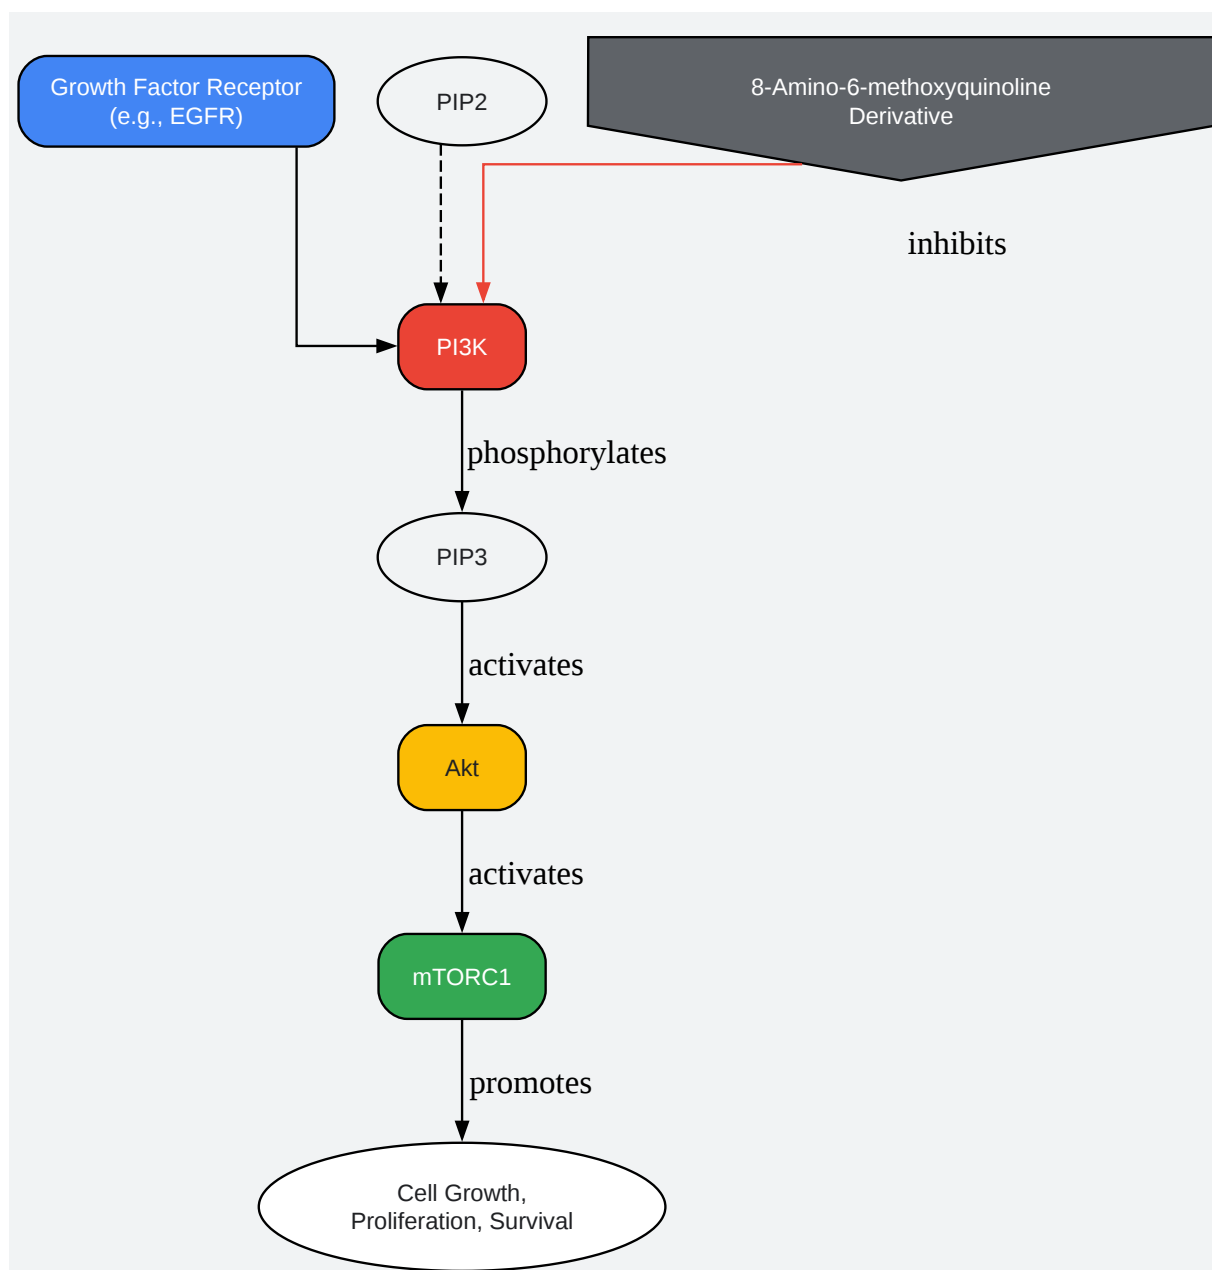 Growth Factor Receptor
(e.g., EGFR)
PIP2
8-Amino-6-methoxyquinoline
Derivative
inhibits
PI3K
phosphorylates
PIP3
activates
Akt
activates
mTORC1
promotes
Cell Growth,
Proliferation, Survival